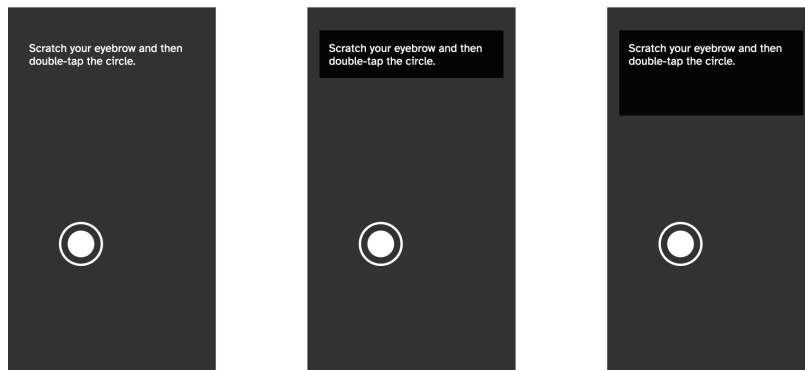 Scratch your eyebrow and then
double-tap the circle.
Scratch your eyebrow and then
double-tap the circle.
Scratch your eyebrow and then
double-tap the circle.